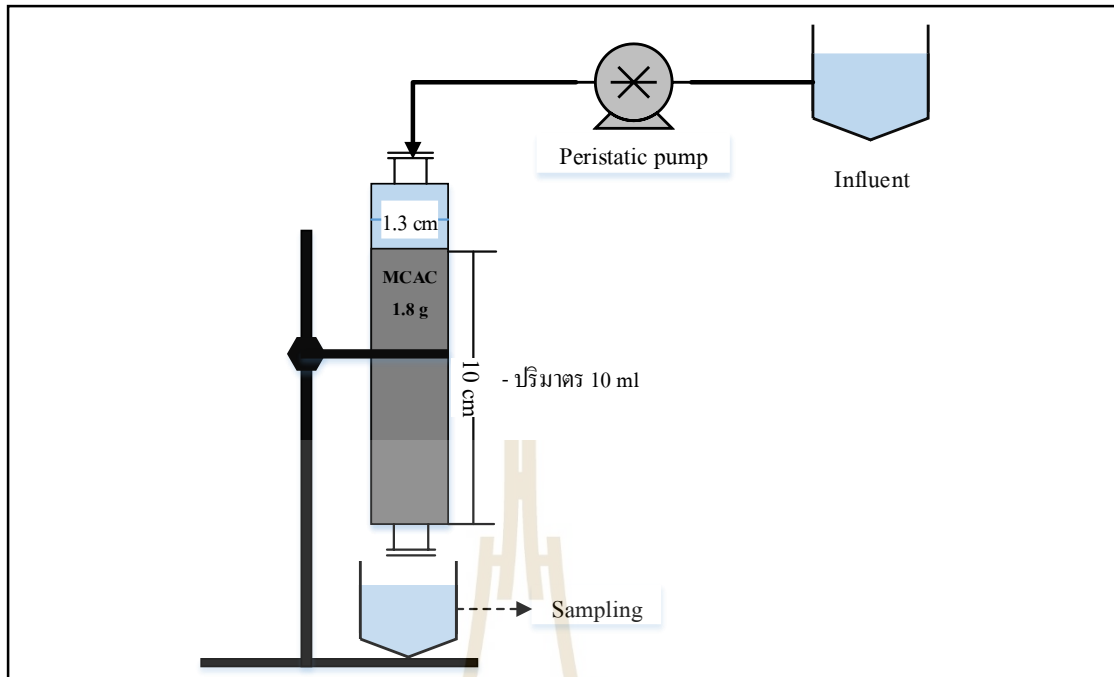 Peristatic pump
Influent
1.3 cm
MCAC
1.8 g
10 cm
- ปริมาตร 10 ml
Sampling